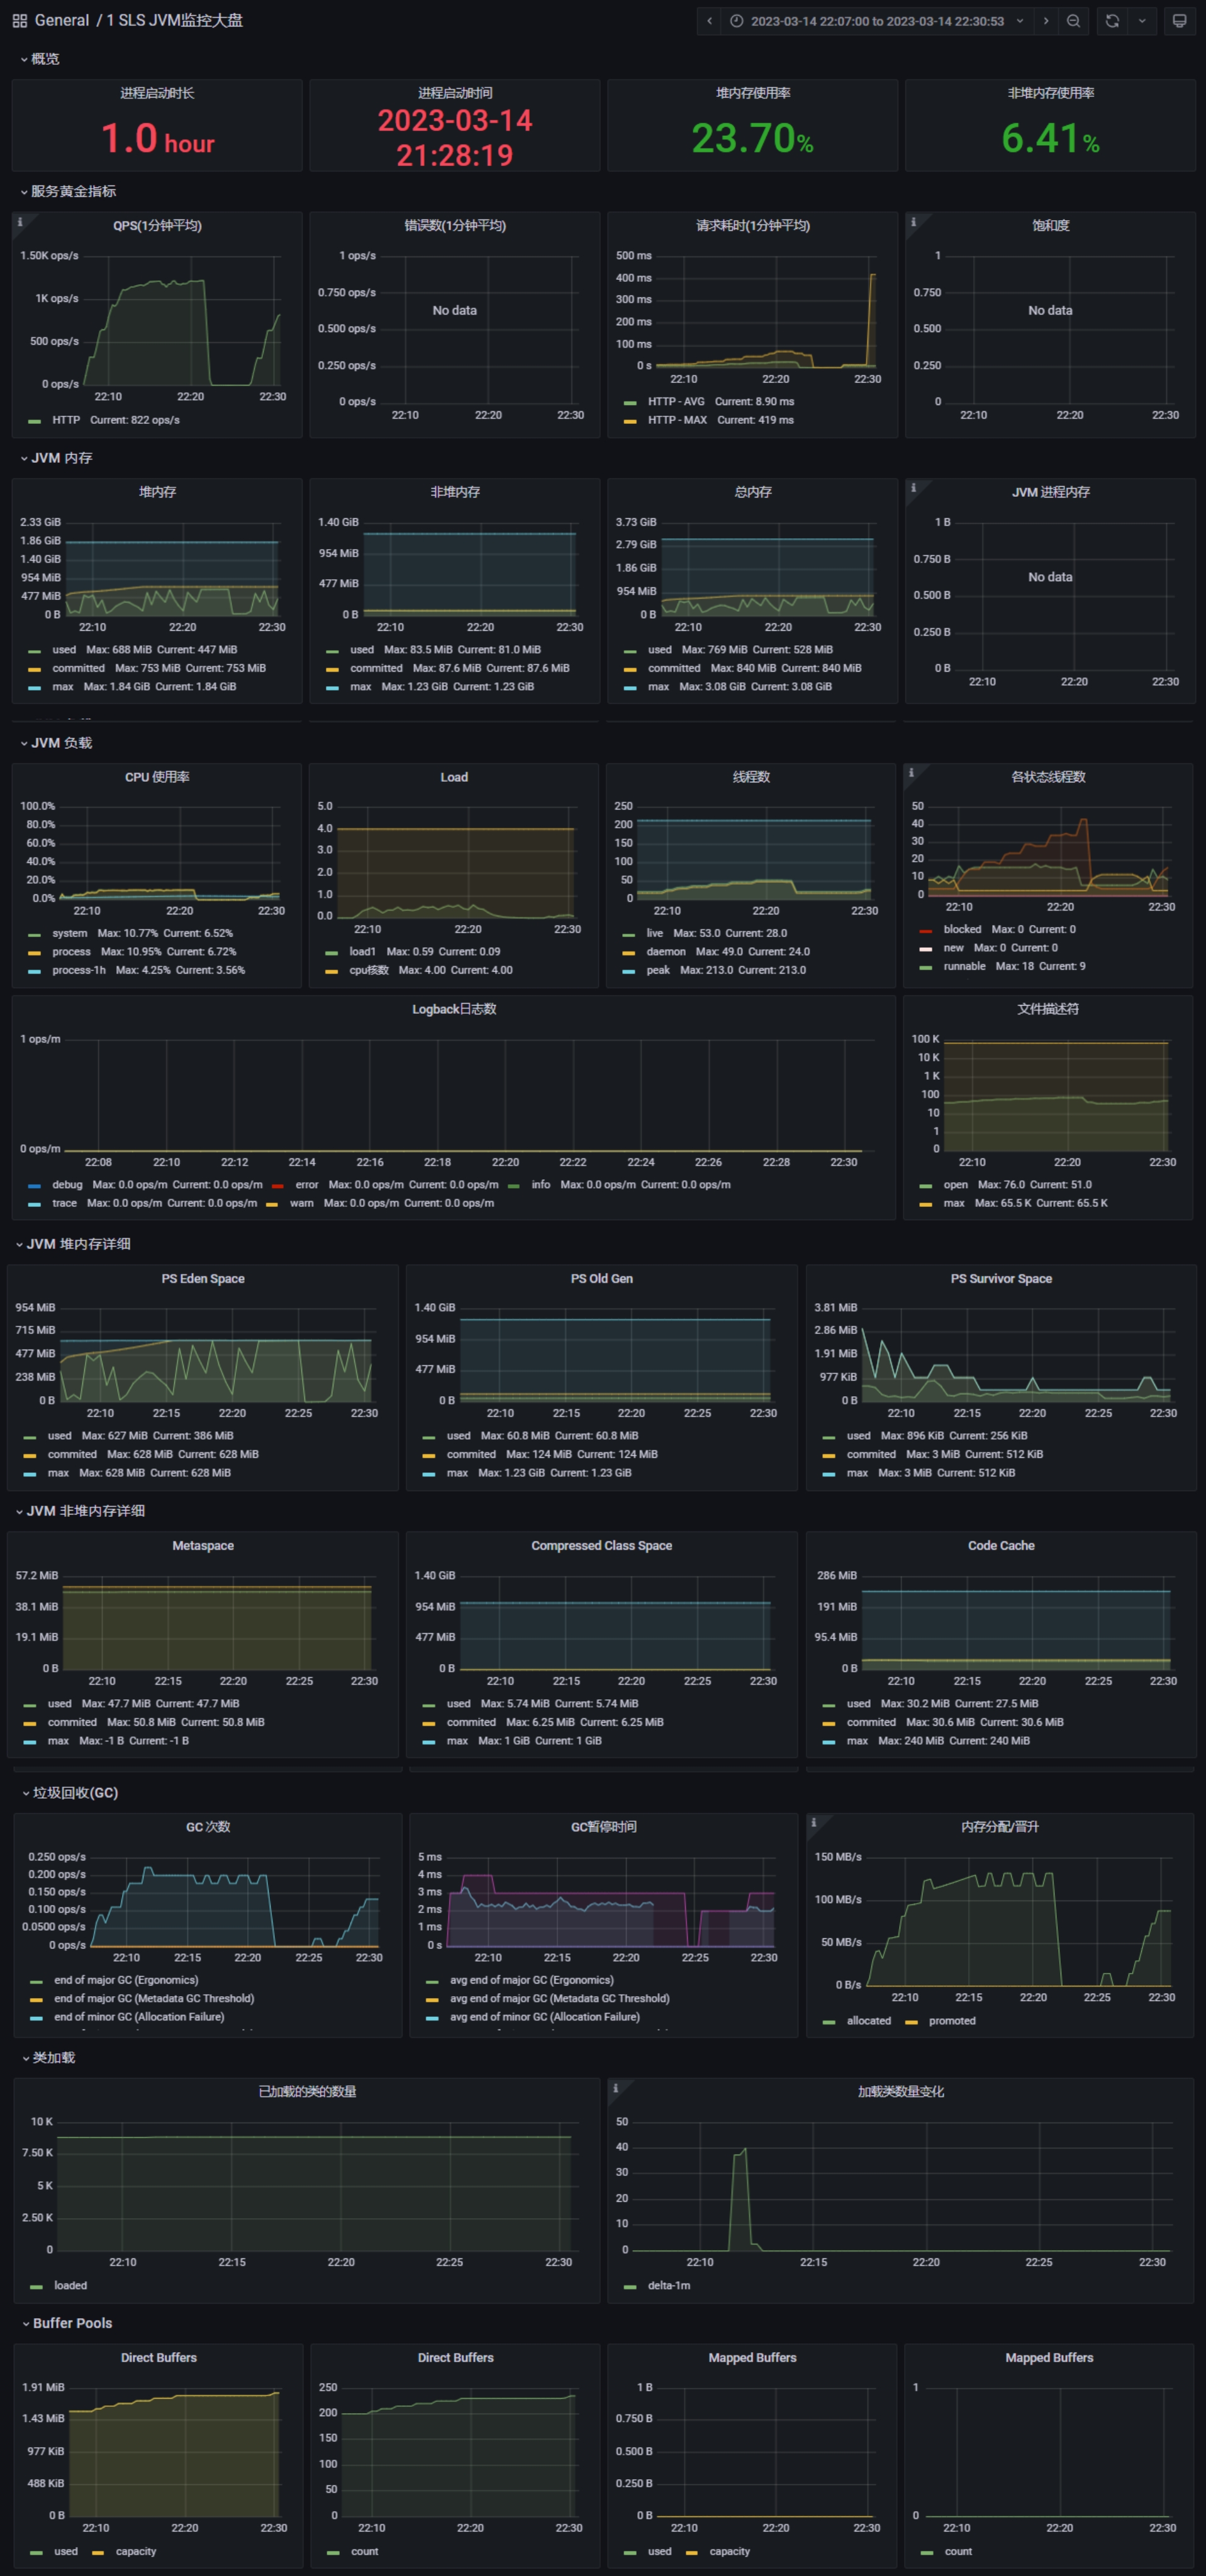 General / 1 SLS JVM监控大盘
2023-03-14 22:07:00 to 2023-03-14 22:30:53
概览
进程启动时长
1.0 hour
进程启动时间
2023-03-14
21:28:19
堆内存使用率
23.70%
非堆内存使用率
6.41%
服务黄金指标
QPS(1分钟平均)
1.50K ops/s
1K ops/s
500 ops/s
0 ops/s
22:10 22:20 22:30
HTTP Current: 822 ops/s
错误数(1分钟平均)
1 ops/s
0.750 ops/s
0.500 ops/s
0.250 ops/s
0 ops/s
No data
22:10 22:20 22:30
请求耗时(1分钟平均)
500 ms
400 ms
300 ms
200 ms
100 ms
0 s
22:10 22:20 22:30
HTTP - AVG Current: 8.90 ms
HTTP - MAX Current: 419 ms
饱和度
1
0.750
0.500
0.250
0
No data
22:10 22:20 22:30
JVM 内存
堆内存
2.33 GiB
1.86 GiB
1.40 GiB
954 MiB
477 MiB
0 B
22:10 22:20 22:30
used Max: 688 MiB Current: 447 MiB
committed Max: 753 MiB Current: 753 MiB
max Max: 1.84 GiB Current: 1.84 GiB
非堆内存
1.40 GiB
954 MiB
477 MiB
0 B
22:10 22:20 22:30
used Max: 83.5 MiB Current: 81.0 MiB
committed Max: 87.6 MiB Current: 87.6 MiB
max Max: 1.23 GiB Current: 1.23 GiB
总内存
3.73 GiB
2.79 GiB
1.86 GiB
954 MiB
0 B
22:10 22:20 22:30
used Max: 769 MiB Current: 528 MiB
committed Max: 840 MiB Current: 840 MiB
max Max: 3.08 GiB Current: 3.08 GiB
JVM 进程内存
1 B
0.750 B
0.500 B
0.250 B
0 B
No data
22:10 22:20 22:30
JVM 负载
CPU 使用率
100.0%
80.0%
60.0%
40.0%
20.0%
0.0%
22:10 22:20 22:30
system Max: 10.77% Current: 6.52%
process Max: 10.95% Current: 6.72%
process-1h Max: 4.25% Current: 3.56%
Load
5.0
4.0
3.0
2.0
1.0
0.0
22:10 22:20 22:30
load1 Max: 0.59 Current: 0.09
cpu核数 Max: 4.00 Current: 4.00
线程数
250
200
150
100
50
0
22:10 22:20 22:30
live Max: 53.0 Current: 28.0
daemon Max: 49.0 Current: 24.0
peak Max: 213.0 Current: 213.0
各状态线程数
50
40
30
20
10
0
22:10 22:20 22:30
blocked Max: 0 Current: 0
new Max: 0 Current: 0
runnable Max: 18 Current: 9
Logback日志数
1 ops/m
0 ops/m
22:08 22:10 22:12 22:14 22:16 22:18 22:20 22:22 22:24 22:26 22:28 22:30
debug Max: 0.0 ops/m Current: 0.0 ops/m error Max: 0.0 ops/m Current: 0.0 ops/m info Max: 0.0 ops/m Current: 0.0 ops/m
trace Max: 0.0 ops/m Current: 0.0 ops/m warn Max: 0.0 ops/m Current: 0.0 ops/m
文件描述符
100 K
10 K
1 K
100
10
1
0
22:10 22:20 22:30
open Max: 76.0 Current: 51.0
max Max: 65.5 K Current: 65.5 K
JVM 堆内存详细
PS Eden Space
954 MiB
715 MiB
477 MiB
238 MiB
0 B
22:10 22:15 22:20 22:25 22:30
used Max: 627 MiB Current: 386 MiB
commited Max: 628 MiB Current: 628 MiB
max Max: 628 MiB Current: 628 MiB
PS Old Gen
1.40 GiB
954 MiB
477 MiB
0 B
22:10 22:15 22:20 22:25 22:30
used Max: 60.8 MiB Current: 60.8 MiB
commited Max: 124 MiB Current: 124 MiB
max Max: 1.23 GiB Current: 1.23 GiB
PS Survivor Space
3.81 MiB
2.86 MiB
1.91 MiB
977 KiB
0 B
22:10 22:15 22:20 22:25 22:30
used Max: 896 KiB Current: 256 KiB
commited Max: 3 MiB Current: 512 KiB
max Max: 3 MiB Current: 512 KiB
JVM 非堆内存详细
Metaspace
57.2 MiB
38.1 MiB
19.1 MiB
0 B
22:10 22:15 22:20 22:25 22:30
used Max: 47.7 MiB Current: 47.7 MiB
commited Max: 50.8 MiB Current: 50.8 MiB
max Max: -1 B Current: -1 B
Compressed Class Space
1.40 GiB
954 MiB
477 MiB
0 B
22:10 22:15 22:20 22:25 22:30
used Max: 5.74 MiB Current: 5.74 MiB
commited Max: 6.25 MiB Current: 6.25 MiB
max Max: 1 GiB Current: 1 GiB
Code Cache
286 MiB
191 MiB
95.4 MiB
0 B
22:10 22:15 22:20 22:25 22:30
used Max: 30.2 MiB Current: 27.5 MiB
commited Max: 30.6 MiB Current: 30.6 MiB
max Max: 240 MiB Current: 240 MiB
垃圾回收(GC)
GC 次数
0.250 ops/s
0.200 ops/s
0.150 ops/s
0.100 ops/s
0.0500 ops/s
0 ops/s
22:10 22:15 22:20 22:25 22:30
end of major GC (Ergonomics)
end of major GC (Metadata GC Threshold)
end of minor GC (Allocation Failure)
GC暂停时间
5 ms
4 ms
3 ms
2 ms
1 ms
0 s
22:10 22:15 22:20 22:25 22:30
avg end of major GC (Ergonomics)
avg end of major GC (Metadata GC Threshold)
avg end of minor GC (Allocation Failure)
内存分配/晋升
150 MB/s
100 MB/s
50 MB/s
0 B/s
22:10 22:15 22:20 22:25 22:30
allocated promoted
类加载
已加载的类的数量
10 K
7.50 K
5 K
2.50 K
0
22:10 22:15 22:20 22:25 22:30
loaded
加载类数量变化
50
40
30
20
10
0
22:10 22:15 22:20 22:25 22:30
delta-1m
Buffer Pools
Direct Buffers
1.91 MiB
1.43 MiB
977 KiB
488 KiB
0 B
22:10 22:20 22:30
used capacity
Direct Buffers
250
200
150
100
50
0
22:10 22:20 22:30
count
Mapped Buffers
1 B
0.750 B
0.500 B
0.250 B
0 B
22:10 22:20 22:30
used capacity
Mapped Buffers
1
0
22:10 22:20 22:30
count